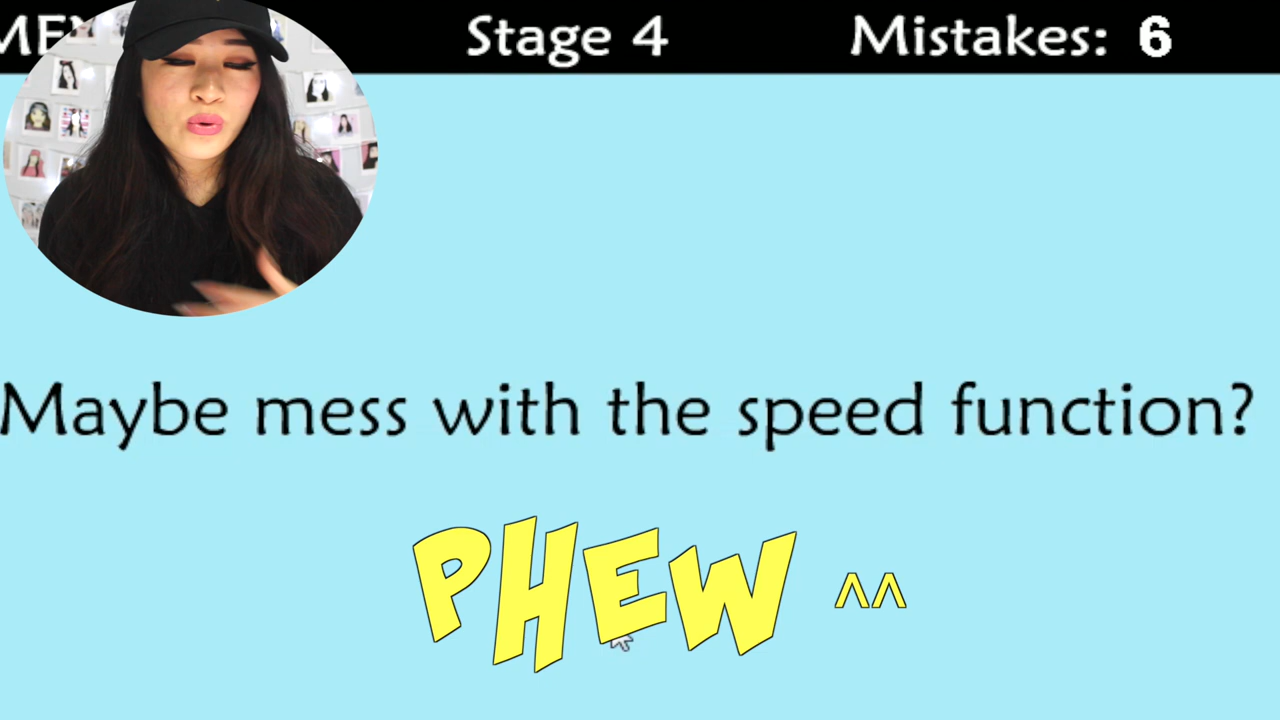 Stage 4 Mistakes: 6
Maybe mess with the speed function?
PHEW ^^